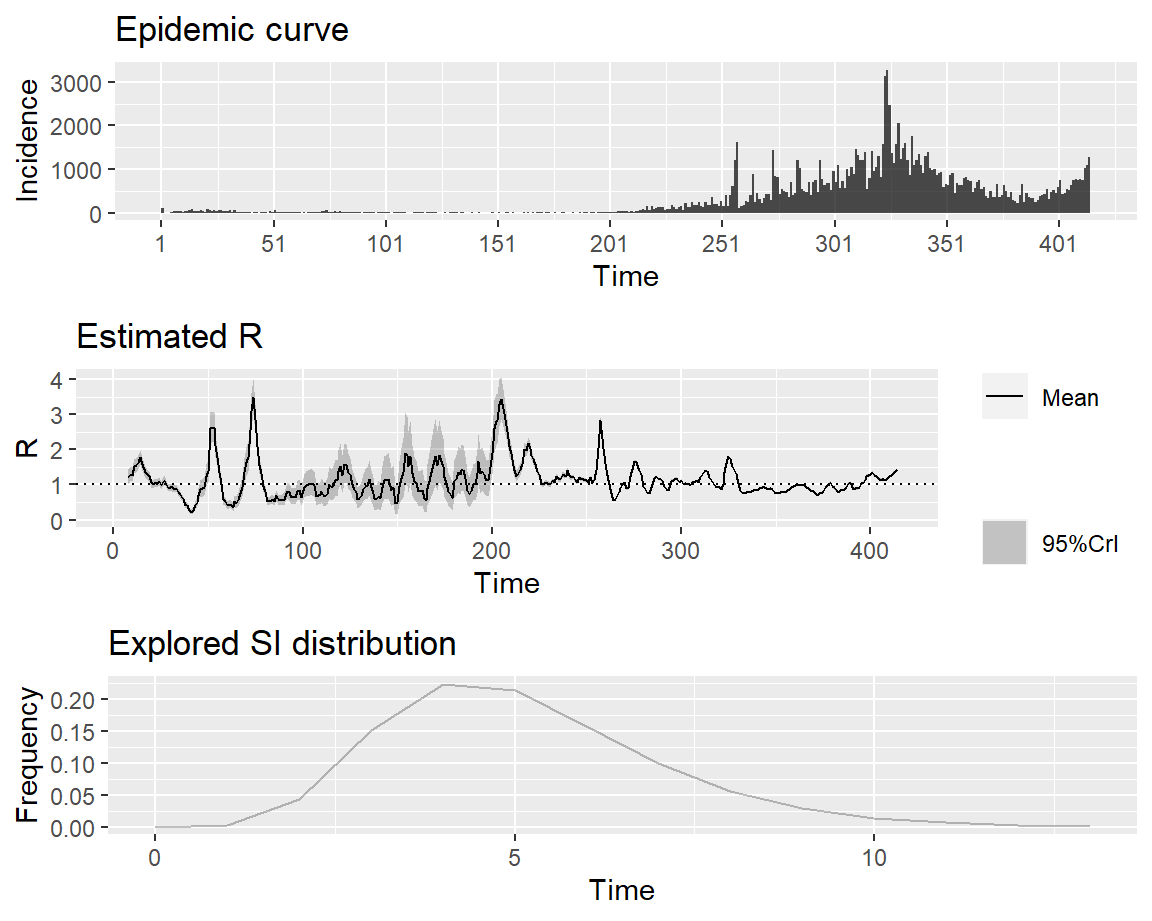 Epidemic curve
Incidence
3000
2000
1000
0
1 51 101 151 201 251 301 351 401
Time
Estimated R
R
4
3
2
1
0
0 100 200 300 400
Time
Mean
95%CrI
Explored SI distribution
Frequency
0.20
0.15
0.10
0.05
0.00
0 5 10
Time